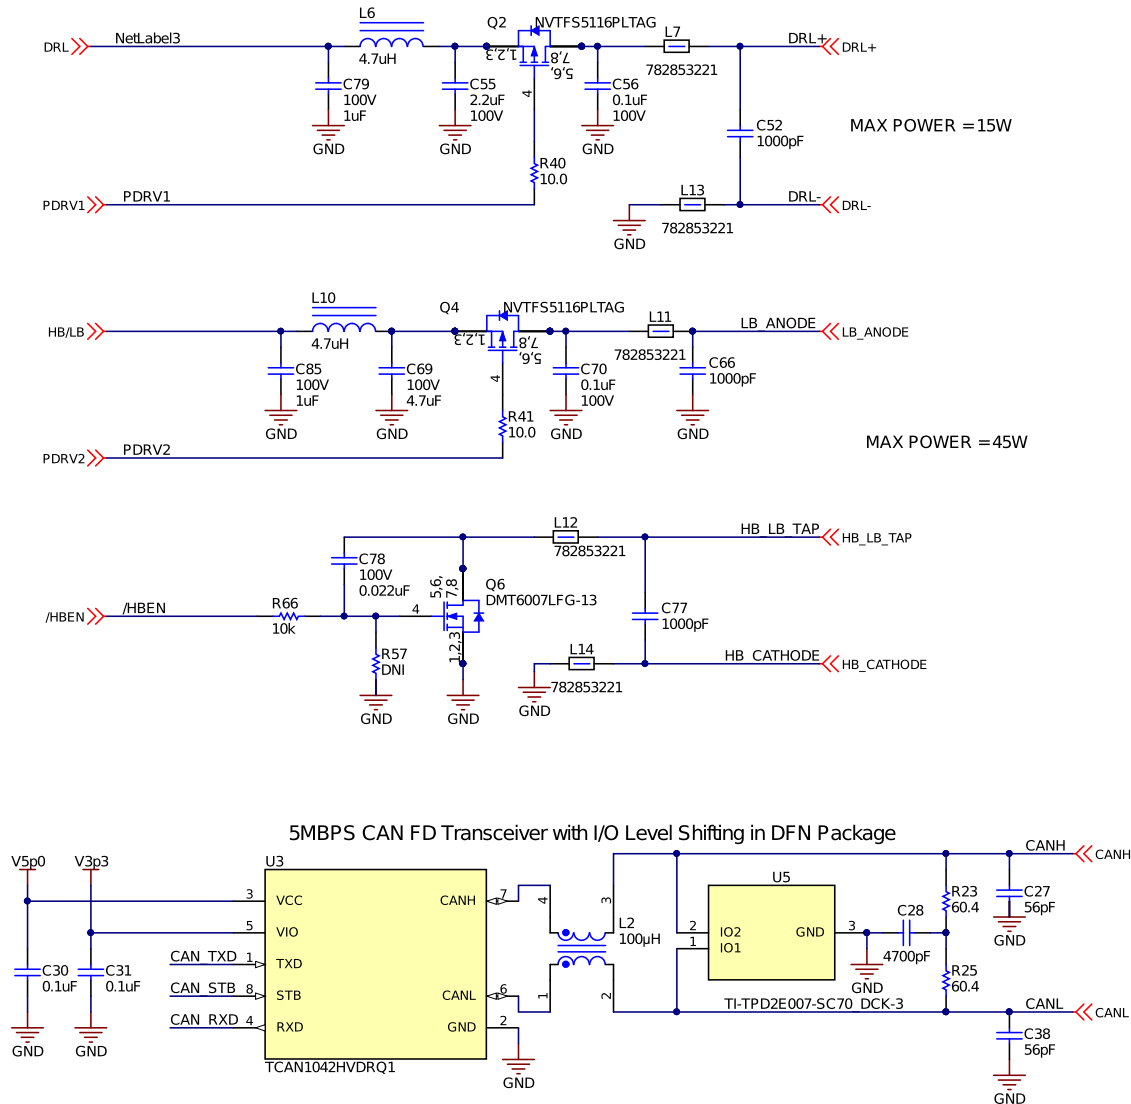 L6
Q2
NVTFS5116PLTAG
DRL
NetLabel3
4.7uH
1,2,3
7,8
5,6,
L7
782853221
DRL+
DRL+
C79
100V
1uF
GND
C55
2.2uF
100V
GND
4
C56
0.1uF
100V
GND
C52
1000pF
MAX POWER =15W
R40
10.0
PDRV1
PDRV1
L13
782853221
GND
DRL-
DRL-
L10
Q4
NVTFS5116PLTAG
HB/LB
4.7uH
1,2,3
7,8
5,6,
L11
782853221
LB_ANODE
LB_ANODE
C85
100V
1uF
GND
C69
100V
4.7uF
GND
4
C70
0.1uF
100V
GND
C66
1000pF
GND
R41
10.0
PDRV2
PDRV2
MAX POWER =45W
L12
782853221
HB_LB_TAP
HB_LB_TAP
C78
100V
0.022uF
5,6,
7,8
Q6
DMT6007LFG-13
/HBEN
/HBEN
R66
10k
4
C77
1000pF
R57
DNI
GND
1,2,3
GND
L14
782853221
GND
HB_CATHODE
HB_CATHODE
5MBPS CAN FD Transceiver with I/O Level Shifting in DFN Package
V5p0
V3p3
U3
3
VCC
CANH
7
5
VIO
CAN_TXD
1
TXD
CAN_STB
8
STB
CANL
6
CAN_RXD
4
RXD
GND
2
TCAN1042HVDRQ1
GND
C30
0.1uF
GND
C31
0.1uF
GND
4
3
L2
100µH
1
2
U5
2
IO2
1
IO1
GND
3
TI-TPD2E007-SC70_DCK-3
GND
C28
4700pF
R23
60.4
R25
60.4
CANH
CANH
C27
56pF
GND
CANL
CANL
C38
56pF
GND